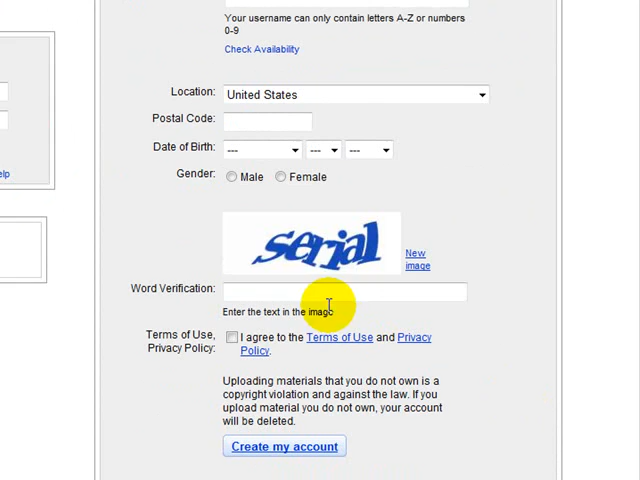 Your username can only contain letters A-Z or numbers
0-9
Check Availability
Location: United States
Postal Code:
Date of Birth: --- --- ---
Gender: Male Female
serial
New
image
Word Verification:
Enter the text in the image
Terms of Use,
Privacy Policy:
I agree to the Terms of Use and Privacy
Policy.
Uploading materials that you do not own is a
copyright violation and against the law. If you
upload material you do not own, your account
will be deleted.
Create my account